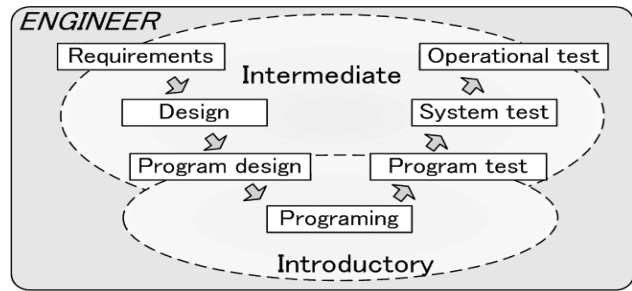 ENGINEER
Requirements
Operational test
Intermediate
Design
System test
Program design
Program test
Programing
Introductory